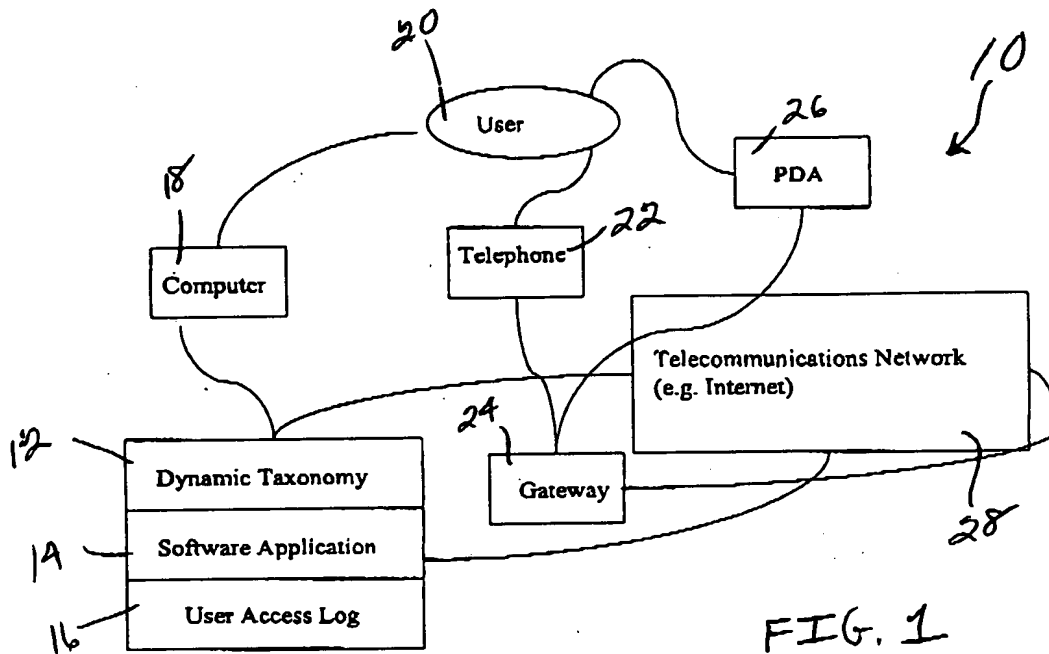 20
10
User
26
PDA
18
22
Telephone
Computer
Telecommunications Network
(e.g. Internet)
24
12
Dynamic Taxonomy
Gateway
28
14
Software Application
User Access Log
16
FIG. 1